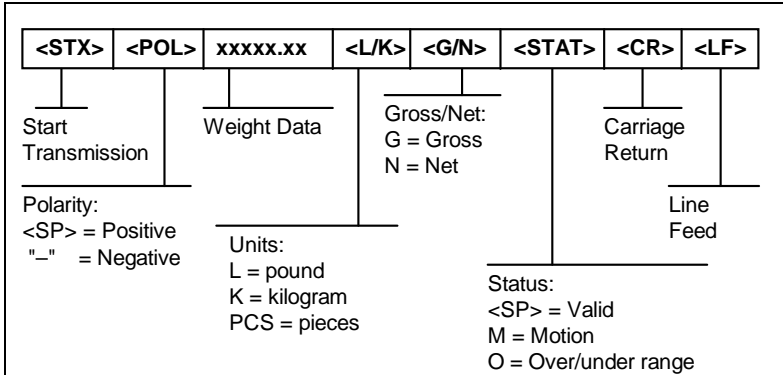 <STX> <POL> xxxxx.xx <L/K> <G/N> <STAT> <CR> <LF>
Start
Transmission
Weight Data
Gross/Net:
G = Gross
N = Net
Carriage
Return
Polarity:
<SP> = Positive
"–" = Negative
Units:
L = pound
K = kilogram
PCS = pieces
Line
Feed
Status:
<SP> = Valid
M = Motion
O = Over/under range